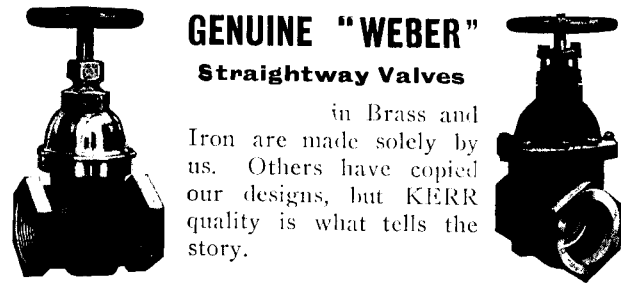 GENUINE "WEBER"
Straightway Valves
in Brass and
Iron are made solely by
us. Others have copied
our designs, but KERR
quality is what tells the
story.